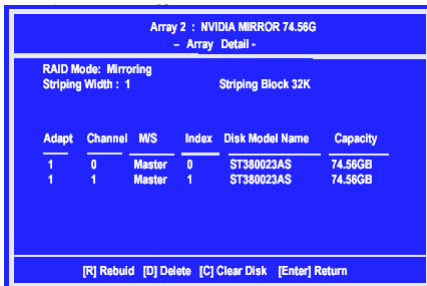 Array 2 : NVIDIA MIRROR 74.56G
- Array Detail -
RAID Mode: Mirroring
Striping Width : 1 Striping Block 32K
Adapt Channel M/S Index Disk Model Name Capacity
1 0 Master 0 ST380023AS 74.56GB
1 1 Master 1 ST380023AS 74.56GB
[R] Rebuid [D] Delete [C] Clear Disk [Enter] Return